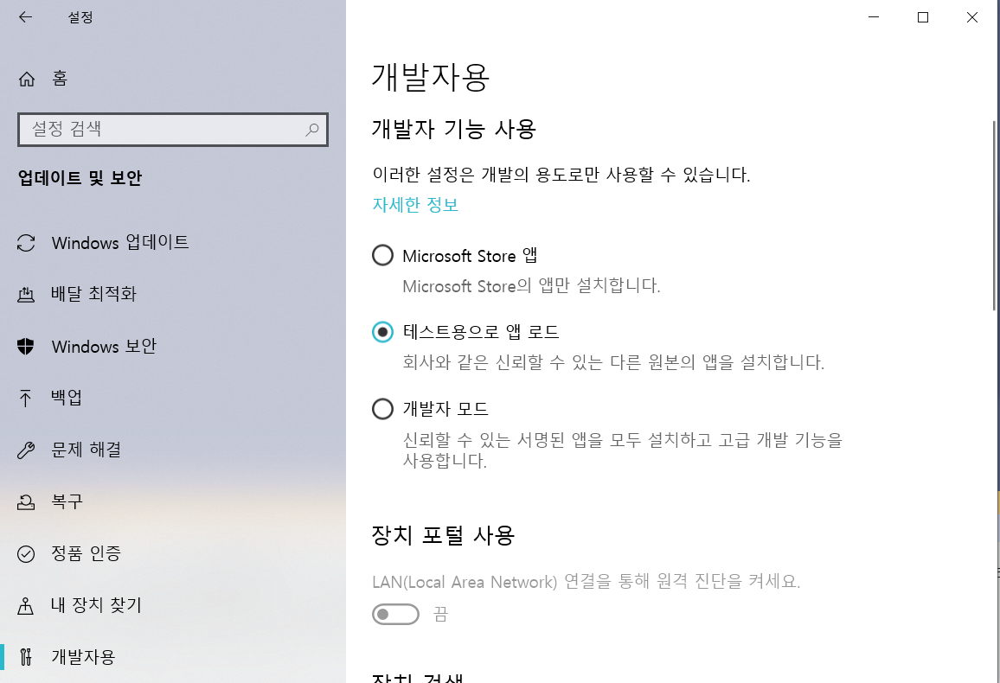 설정
홈
설정 검색
업데이트 및 보안
Windows 업데이트
배달 최적화
Windows 보안
백업
문제 해결
복구
정품 인증
내 장치 찾기
개발자용
개발자용
개발자 기능 사용
이러한 설정은 개발의 용도로만 사용할 수 있습니다.
자세한 정보
Microsoft Store 앱
Microsoft Store의 앱만 설치합니다.
테스트용으로 앱 로드
회사와 같은 신뢰할 수 있는 다른 원본의 앱을 설치합니다.
개발자 모드
신뢰할 수 있는 서명된 앱을 모두 설치하고 고급 개발 기능을
사용합니다.
장치 포털 사용
LAN(Local Area Network) 연결을 통해 원격 진단을 켜세요.
끔
장치 검색